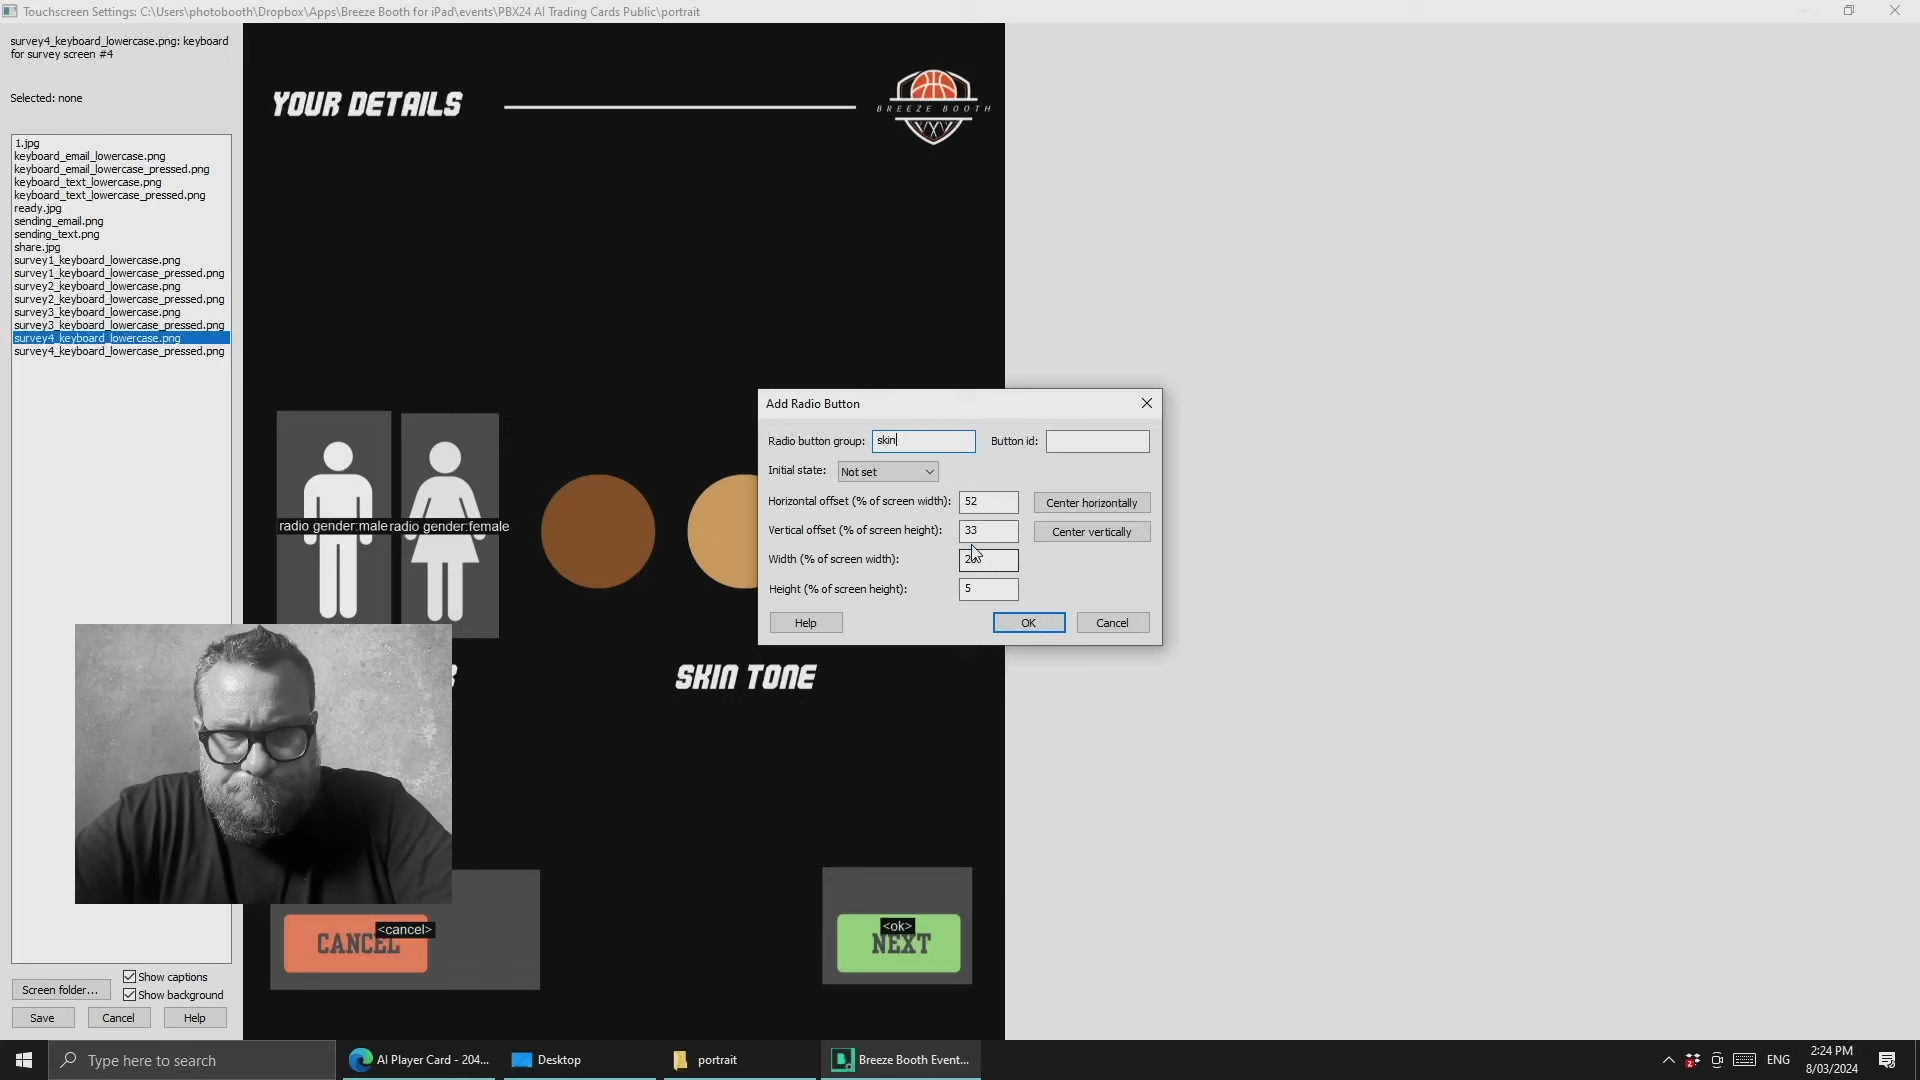 Touchscreen Settings: C:\Users\photobooth\Dropbox\Apps\Breeze Booth for iPad\events\PBX24 AI Trading Cards Public\portrait
survey4_keyboard_lowercase.png: keyboard
for survey screen #4
Selected: none
1.jpg
keyboard_email_lowercase.png
keyboard_email_lowercase_pressed.png
keyboard_text_lowercase.png
keyboard_text_lowercase_pressed.png
ready.jpg
sending_email.png
sending_text.png
share.jpg
survey1_keyboard_lowercase.png
survey1_keyboard_lowercase_pressed.png
survey2_keyboard_lowercase.png
survey2_keyboard_lowercase_pressed.png
survey3_keyboard_lowercase.png
survey3_keyboard_lowercase_pressed.png
survey4_keyboard_lowercase.png
survey4_keyboard_lowercase_pressed.png
YOUR DETAILS
BREEZE BOOTH
Add Radio Button
Radio button group: skin Button id:
Initial state: Not set
Horizontal offset (% of screen width): 52 Center horizontally
Vertical offset (% of screen height): 33 Center vertically
Width (% of screen width):
Height (% of screen height): 5
Help OK Cancel
radio gender:male radio gender:female
SKIN TONE
<cancel>
CANCEL
<ok>
NEXT
Show captions
Screen folder...
Show background
Save Cancel Help
Type here to search
AI Player Card - 204...
Desktop
portrait
Breeze Booth Event...
ENG
2:24 PM
8/03/2024